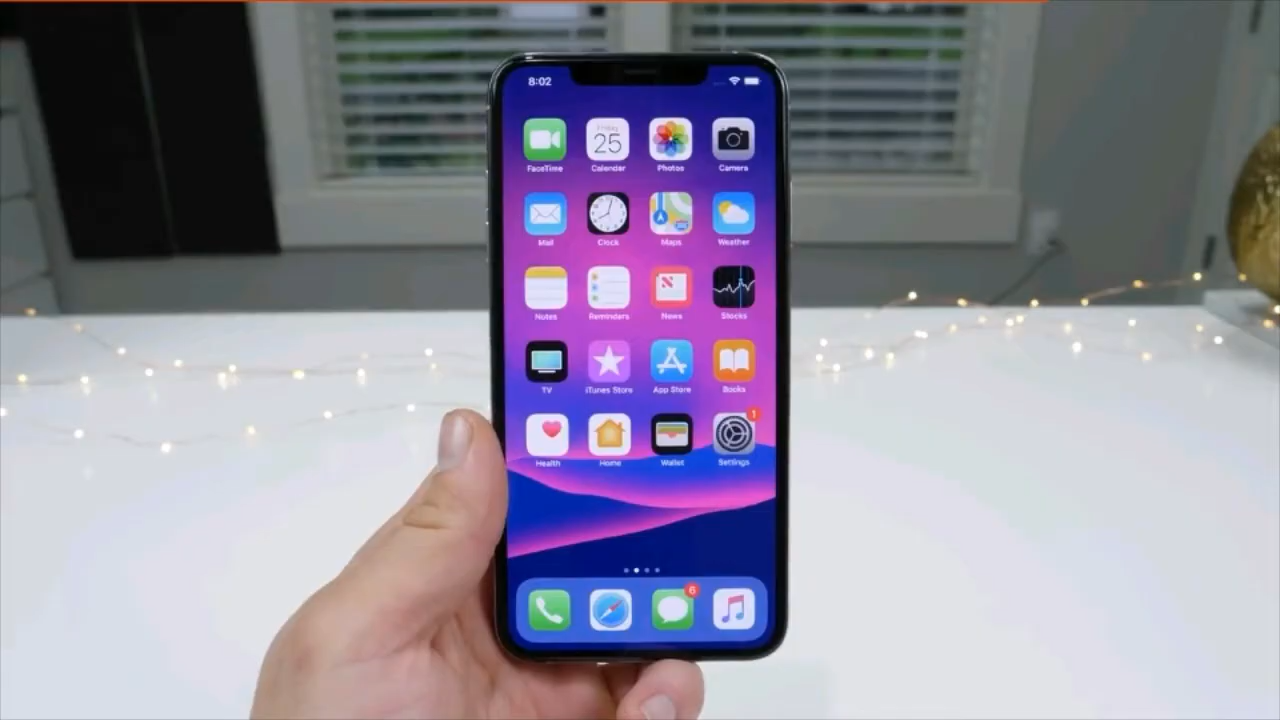 8:02
Friday
25
FaceTime Calendar Photos Camera
Mail Clock Maps Weather
Notes Reminders News Stocks
TV iTunes Store App Store Books
1
Health Home Wallet Settings
6